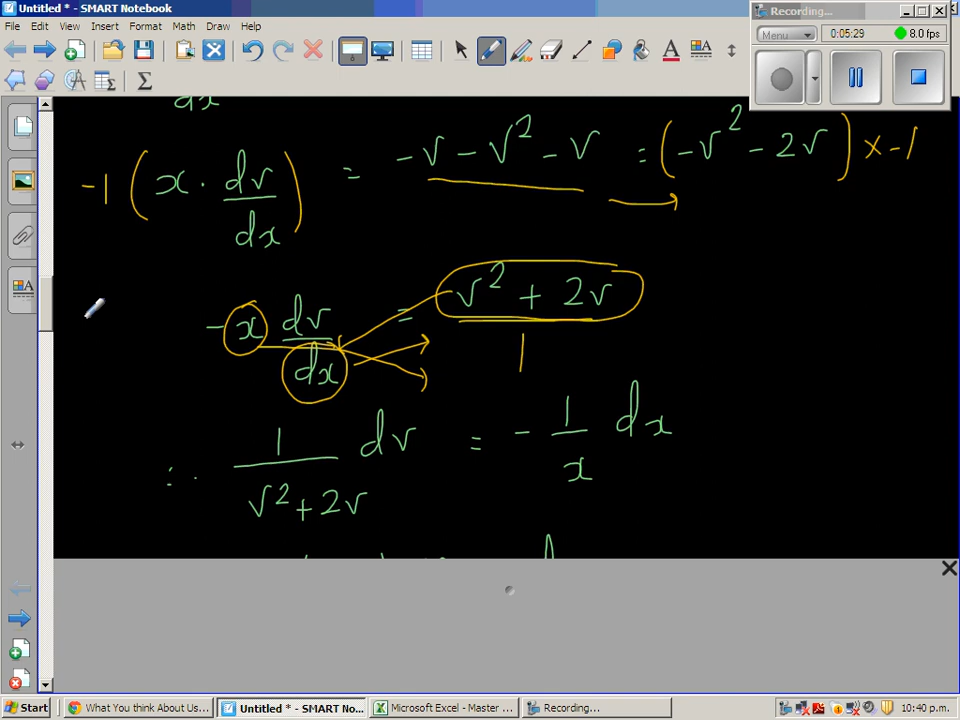 Untitled * - SMART Notebook
File Edit View Insert Format Math Draw Help
Recording...
Menu 0:05:29 8.0 fps
dx
-1 ( x · dv/dx ) = -v - v² - v = (-v² - 2v) x -1
-x dv/dx = v² + 2v
1
∴ 1/(v²+2v) dv = - 1/x dx
Start What You think About Us... Untitled * - SMART No... Microsoft Excel - Master ... Recording... 10:40 p.m.